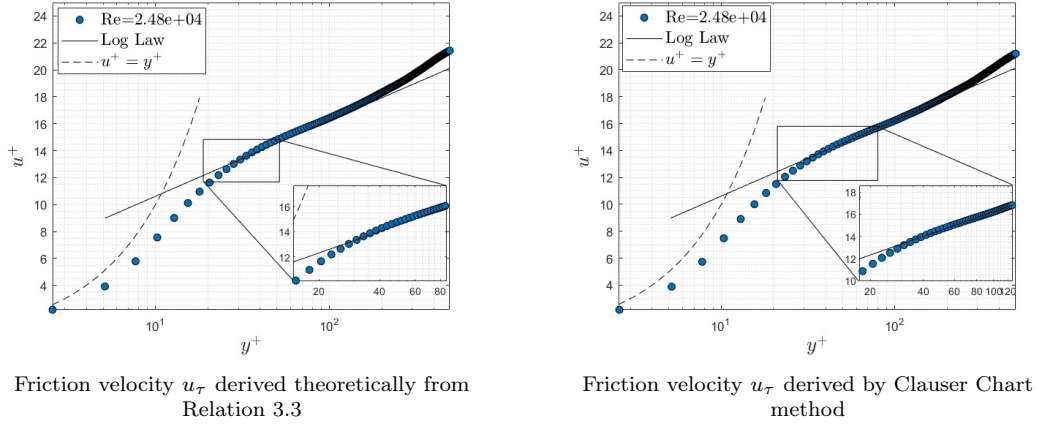 Re=2.48e+04
Log Law
u⁺ = y⁺
24
22
20
18
16
14
12
10
8
6
4
u⁺
16
14
12
20 40 60 80
10¹ 10²
y⁺
Friction velocity u_τ derived theoretically from
Relation 3.3
Re=2.48e+04
Log Law
u⁺ = y⁺
24
22
20
18
16
14
12
10
8
6
4
u⁺
18
16
14
12
10
20 40 60 80 100 120
10¹ 10²
y⁺
Friction velocity u_τ derived by Clauser Chart
method